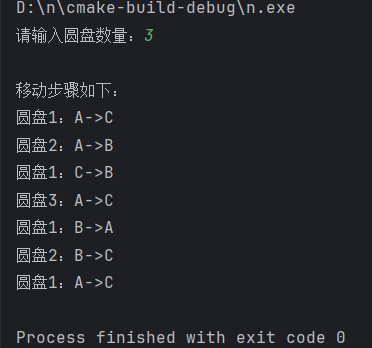 D:\n\cmake-build-debug\n.exe
请输入圆盘数量：3
移动步骤如下：
圆盘1：A->C
圆盘2：A->B
圆盘1：C->B
圆盘3：A->C
圆盘1：B->A
圆盘2：B->C
圆盘1：A->C
Process finished with exit code 0